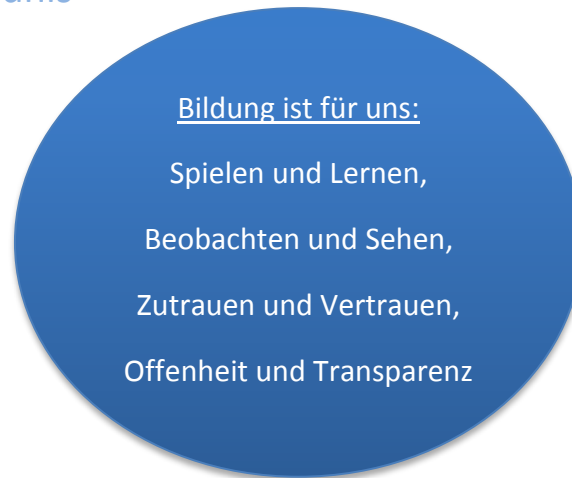 Bildung ist für uns:
Spielen und Lernen,
Beobachten und Sehen,
Zutrauen und Vertrauen,
Offenheit und Transparenz